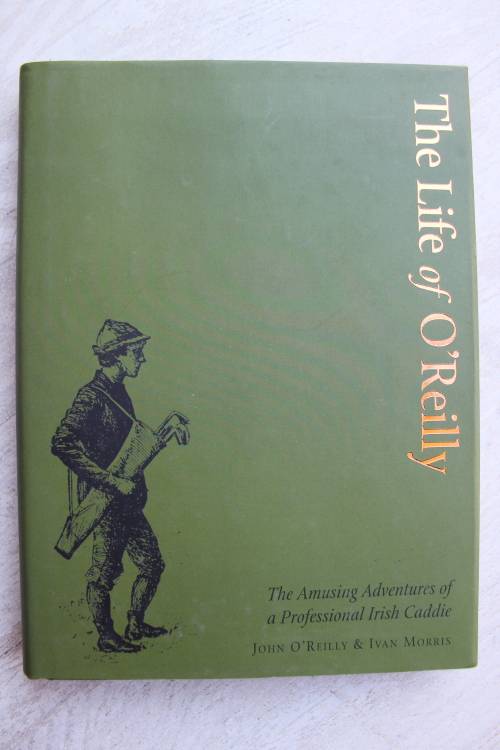 The Life of O'Reilly
The Amusing Adventures of
a Professional Irish Caddie
John O'Reilly & Ivan Morris